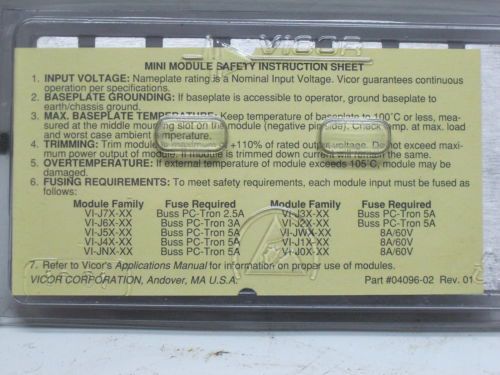 VICOR
MINI MODULE SAFETY INSTRUCTION SHEET
1. INPUT VOLTAGE: Nameplate rating is a Nominal Input Voltage. Vicor guarantees continuous
operation per specifications.
2. BASEPLATE GROUNDING: If baseplate is accessible to operator, ground baseplate to
earth/chassis ground.
3. MAX. BASEPLATE TEMPERATURE: Keep temperature of baseplate to 100°C or less, mea-
sured at the middle mounting slot on the module (negative pin side). Check temp. at max. load
and worst case ambient temperature.
4. TRIMMING: Trim module to maximum of +110% of rated output voltage. Do not exceed maxi-
mum power output of module. If module is trimmed down current will remain the same.
5. OVERTEMPERATURE: If external temperature of module exceeds 105°C, module may be
damaged.
6. FUSING REQUIREMENTS: To meet safety requirements, each module input must be fused as
follows:
Module Family Fuse Required Module Family Fuse Required
VI-J7X-XX Buss PC-Tron 2.5A VI-J3X-XX Buss PC-Tron 5A
VI-J6X-XX Buss PC-Tron 3A VI-J2X-XX Buss PC-Tron 5A
VI-J5X-XX Buss PC-Tron 5A VI-JWX-XX 8A/60V
VI-J4X-XX Buss PC-Tron 5A VI-J1X-XX 8A/60V
VI-JNX-XX Buss PC-Tron 5A VI-J0X-XX 8A/60V
7. Refer to Vicor's Applications Manual for information on proper use of modules.
VICOR CORPORATION, Andover, MA U.S.A. Part #04096-02 Rev. 01